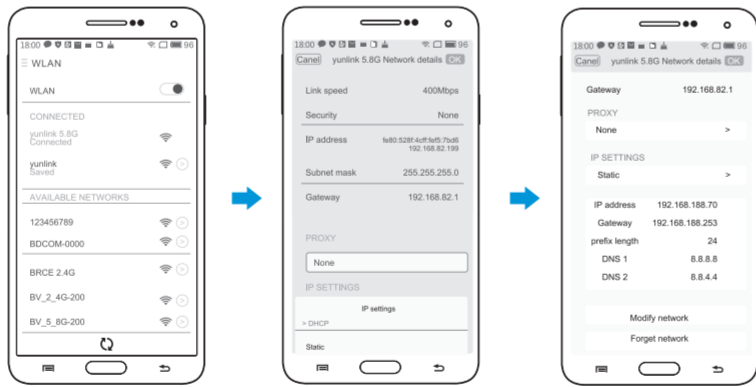 18:00 96
WLAN
WLAN
CONNECTED
yunlink 5.8G
Connected
yunlink
Saved
AVAILABLE NETWORKS
123456789
BDCOM-0000
BRCE 2.4G
BV_2_4G-200
BV_5_8G-200
18:00 96
Canel yunlink 5.8G Network details OK
Link speed 400Mbps
Security None
IP address fe80:528f:4cff:fef5:7bd6
192.168.82.199
Subnet mask 255.255.255.0
Gateway 192.168.82.1
PROXY
None
IP SETTINGS
IP settings
> DHCP
Static
18:00 96
Canel yunlink 5.8G Network details OK
Gateway 192.168.82.1
PROXY
None >
IP SETTINGS
Static >
IP address 192.168.188.70
Gateway 192.168.188.253
prefix length 24
DNS 1 8.8.8.8
DNS 2 8.8.4.4
Modify network
Forget network